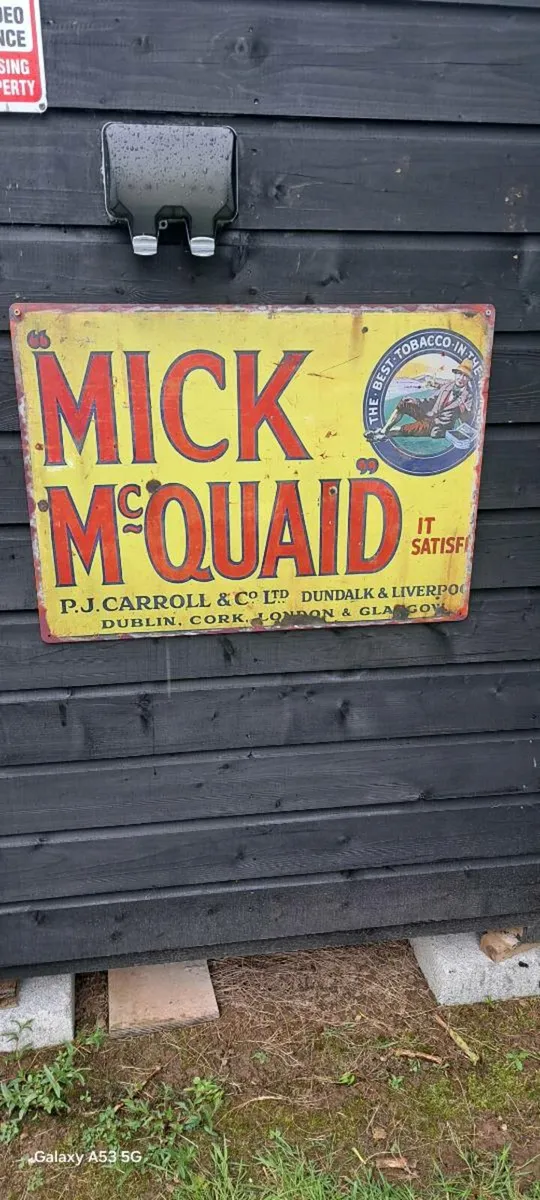 DEO
NCE
SING
PERTY
"MICK
McQUAID"
THE · BEST · TOBACCO · IN · THE
IT
SATISFI
P.J. CARROLL & Co LTD DUNDALK & LIVERPOO
DUBLIN, CORK, LONDON & GLASGOW
Galaxy A53 5G